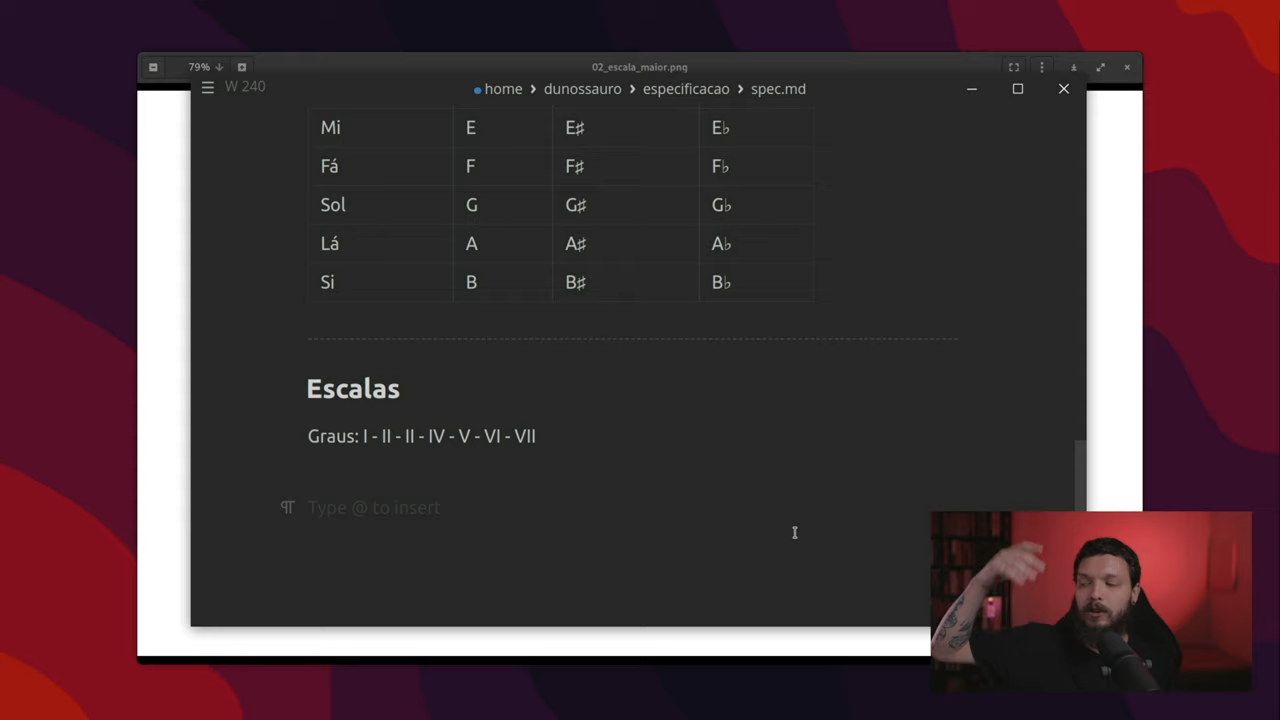 79%
02_escala_maior.png
W 240
home › dunossauro › especificacao › spec.md
Mi E E♯ E♭
Fá F F♯ F♭
Sol G G♯ G♭
Lá A A♯ A♭
Si B B♯ B♭
Escalas
Graus: I - II - II - IV - V - VI - VII
Type @ to insert